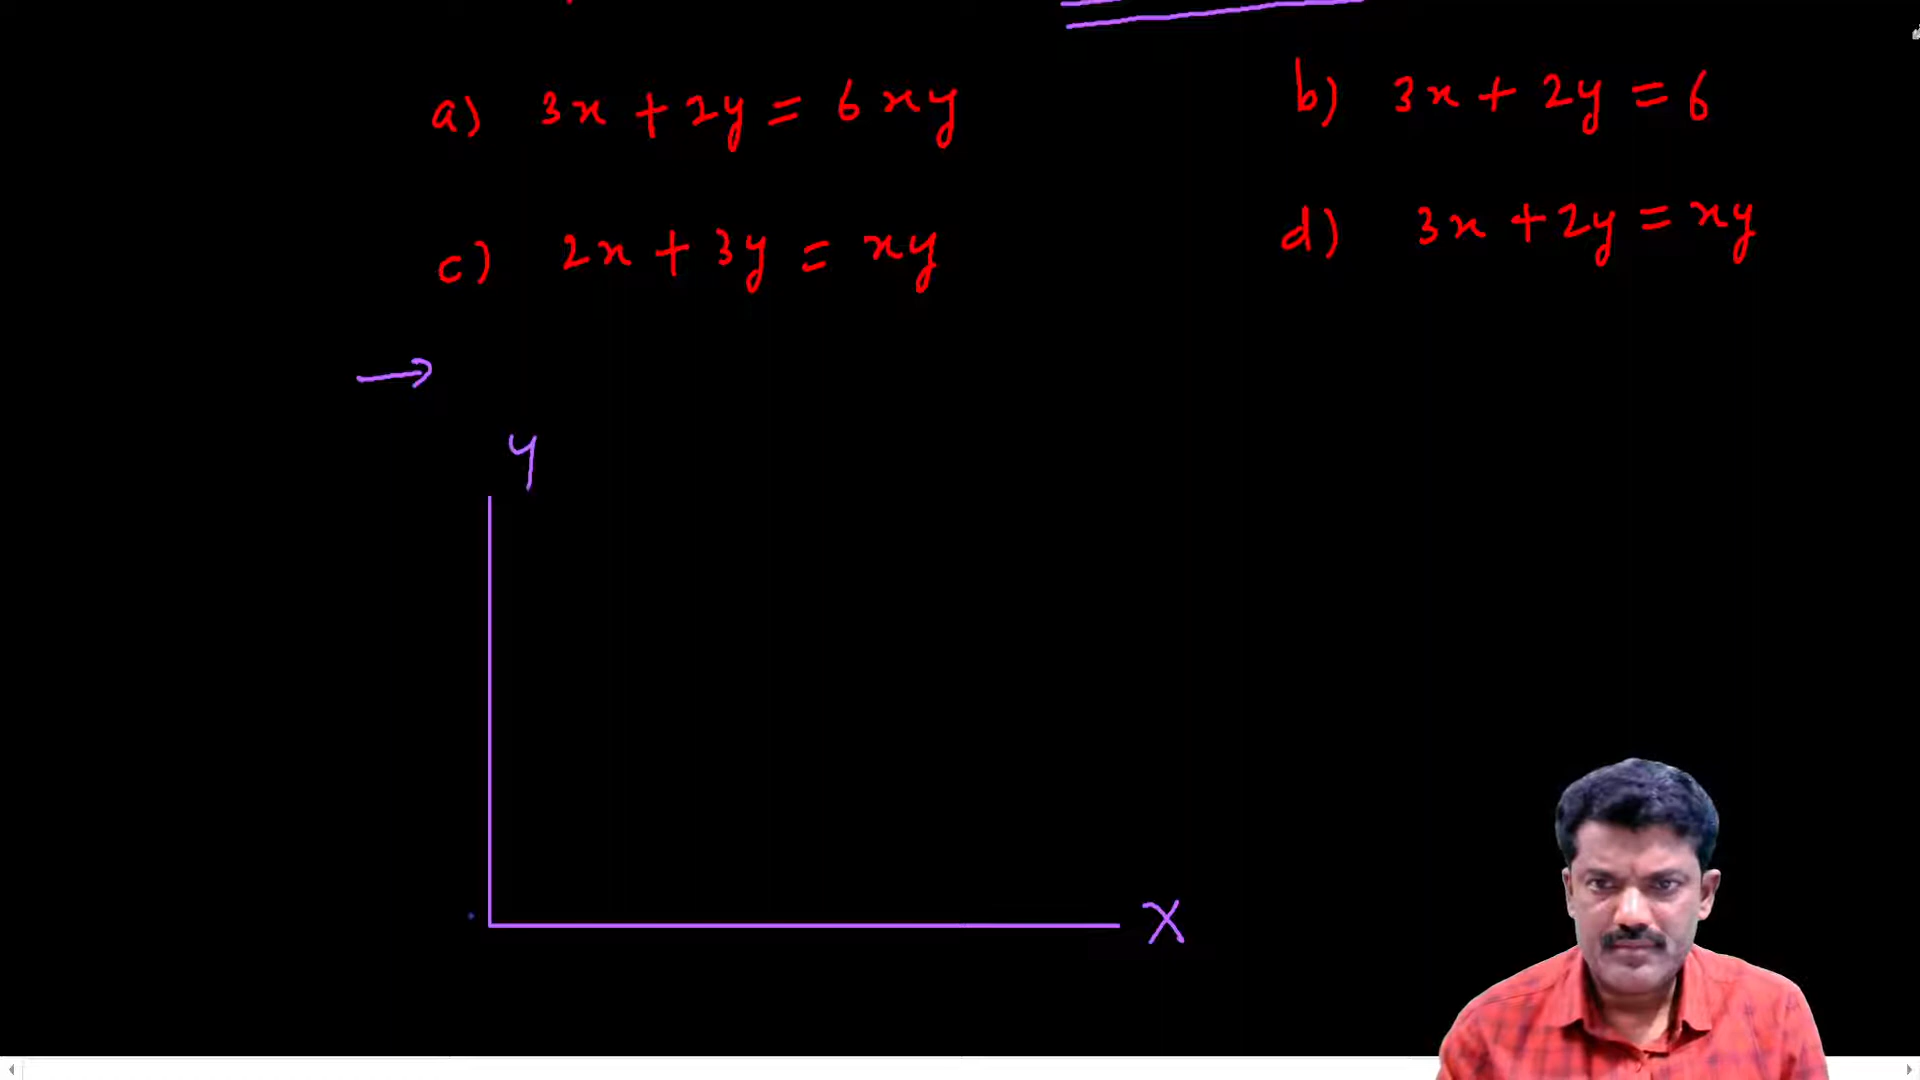 a) 3x + 2y = 6xy
b) 3x + 2y = 6
c) 2x + 3y = xy
d) 3x + 2y = xy
y
x